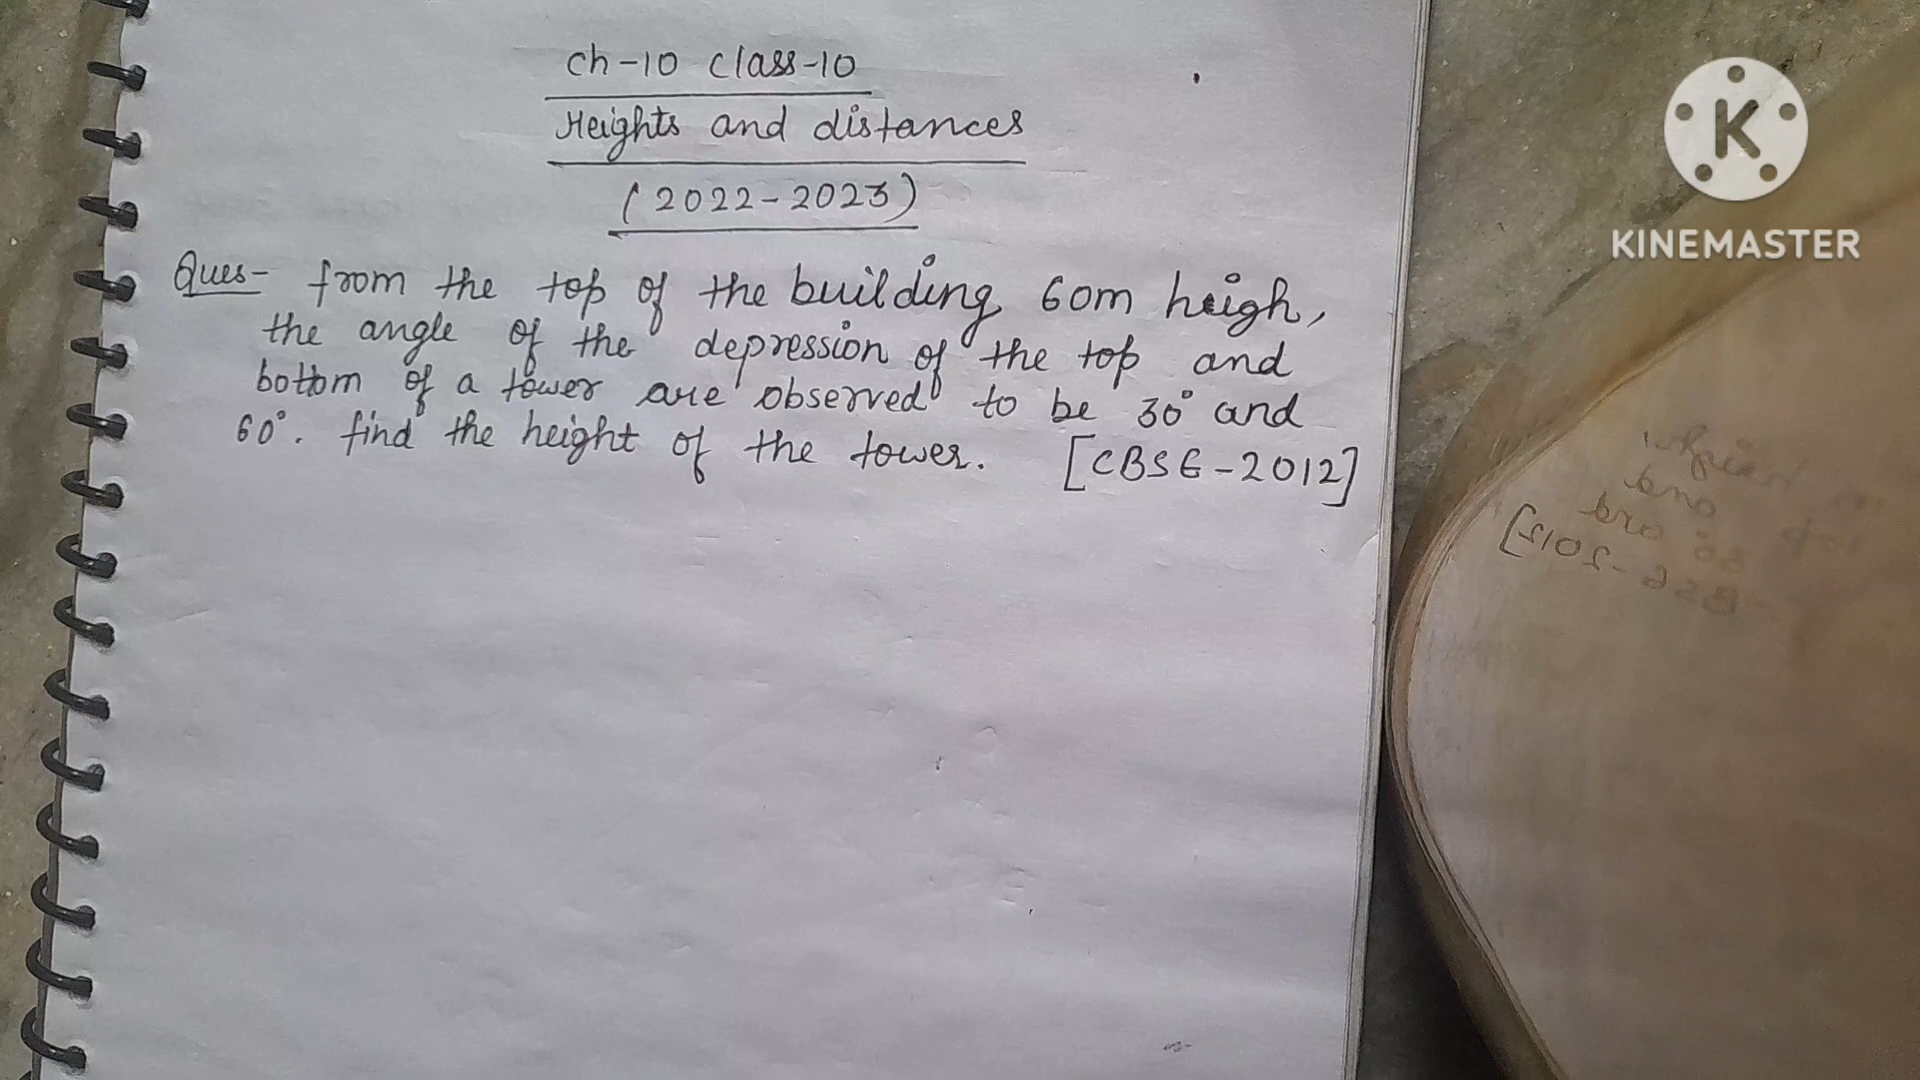 Ch-10 Class-10
Heights and distances
(2022-2023)
Ques- from the top of the building 60m heigh,
the angle of the depression of the top and
bottom of a tower are observed to be 30° and
60°. find the height of the tower. [CBSE-2012]
K
KINEMASTER